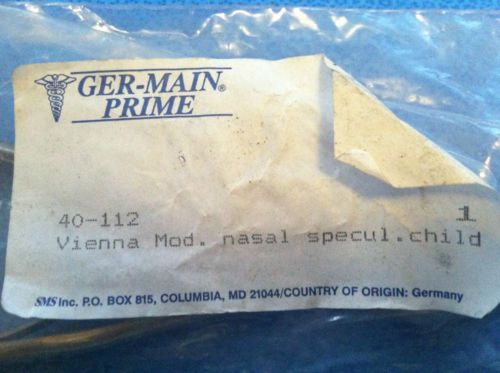 GER-MAIN®
PRIME
40-112 1
Vienna Mod. nasal specul.child
SMS Inc. P.O. BOX 815, COLUMBIA, MD 21044/COUNTRY OF ORIGIN: Germany